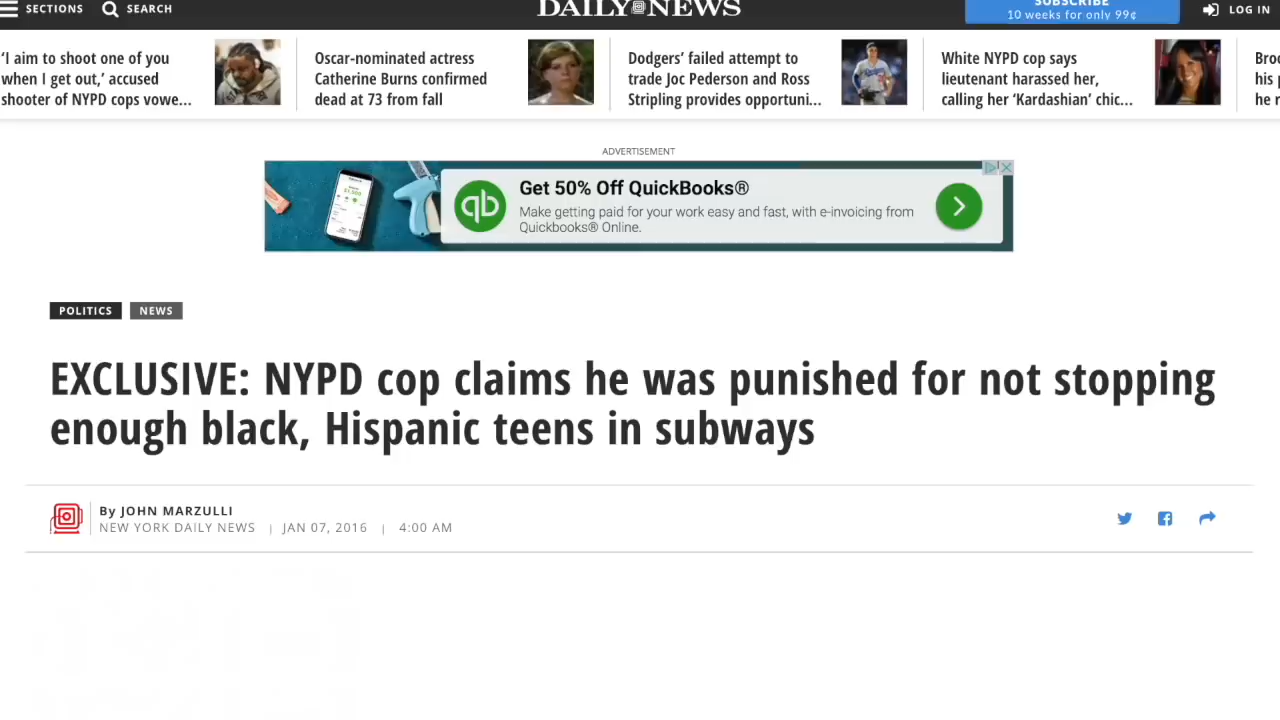 SECTIONS
SEARCH
DAILY NEWS
SUBSCRIBE
10 weeks for only 99¢
LOG IN
'I aim to shoot one of you
when I get out,' accused
shooter of NYPD cops vowe...
Oscar-nominated actress
Catherine Burns confirmed
dead at 73 from fall
Dodgers' failed attempt to
trade Joc Pederson and Ross
Stripling provides opportuni...
White NYPD cop says
lieutenant harassed her,
calling her 'Kardashian' chic...
Broo
his p
he r
ADVERTISEMENT
qb
Get 50% Off QuickBooks®
Make getting paid for your work easy and fast, with e-invoicing from
Quickbooks® Online.
POLITICS
NEWS
EXCLUSIVE: NYPD cop claims he was punished for not stopping
enough black, Hispanic teens in subways
By JOHN MARZULLI
NEW YORK DAILY NEWS | JAN 07, 2016 | 4:00 AM